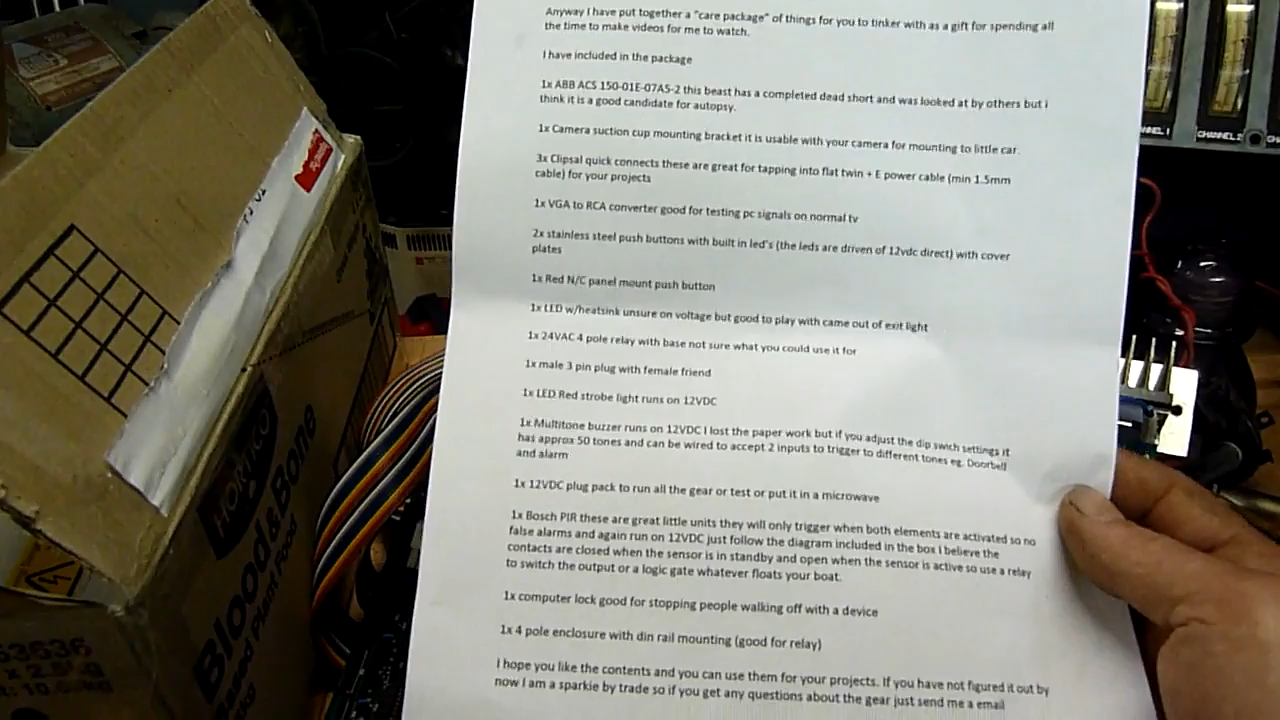 Anyway I have put together a "care package" of things for you to tinker with as a gift for spending all
the time to make videos for me to watch.
I have included in the package
1x ABB ACS 150-01E-07A5-2 this beast has a completed dead short and was looked at by others but i
think it is a good candidate for autopsy.
1x Camera suction cup mounting bracket it is usable with your camera for mounting to little car.
3x Clipsal quick connects these are great for tapping into flat twin + E power cable (min 1.5mm
cable) for your projects
1x VGA to RCA converter good for testing pc signals on normal tv
2x stainless steel push buttons with built in led's (the leds are driven of 12vdc direct) with cover
plates
1x Red N/C panel mount push button
1x LED w/heatsink unsure on voltage but good to play with came out of exit light
1x 24VAC 4 pole relay with base not sure what you could use it for
1x male 3 pin plug with female friend
1x LED Red strobe light runs on 12VDC
1x Multitone buzzer runs on 12VDC I lost the paper work but if you adjust the dip swich settings it
has approx 50 tones and can be wired to accept 2 inputs to trigger to different tones eg. Doorbell
and alarm
1x 12VDC plug pack to run all the gear or test or put it in a microwave
1x Bosch PIR these are great little units they will only trigger when both elements are activated so no
false alarms and again run on 12VDC just follow the diagram included in the box I believe the
contacts are closed when the sensor is in standby and open when the sensor is active so use a relay
to switch the output or a logic gate whatever floats your boat.
1x computer lock good for stopping people walking off with a device
1x 4 pole enclosure with din rail mounting (good for relay)
I hope you like the contents and you can use them for your projects. If you have not figured it out by
now I am a sparkie by trade so if you get any questions about the gear just send me a email
HORTICO
Blood & Bone
Based Plant Food
CHANNEL 2